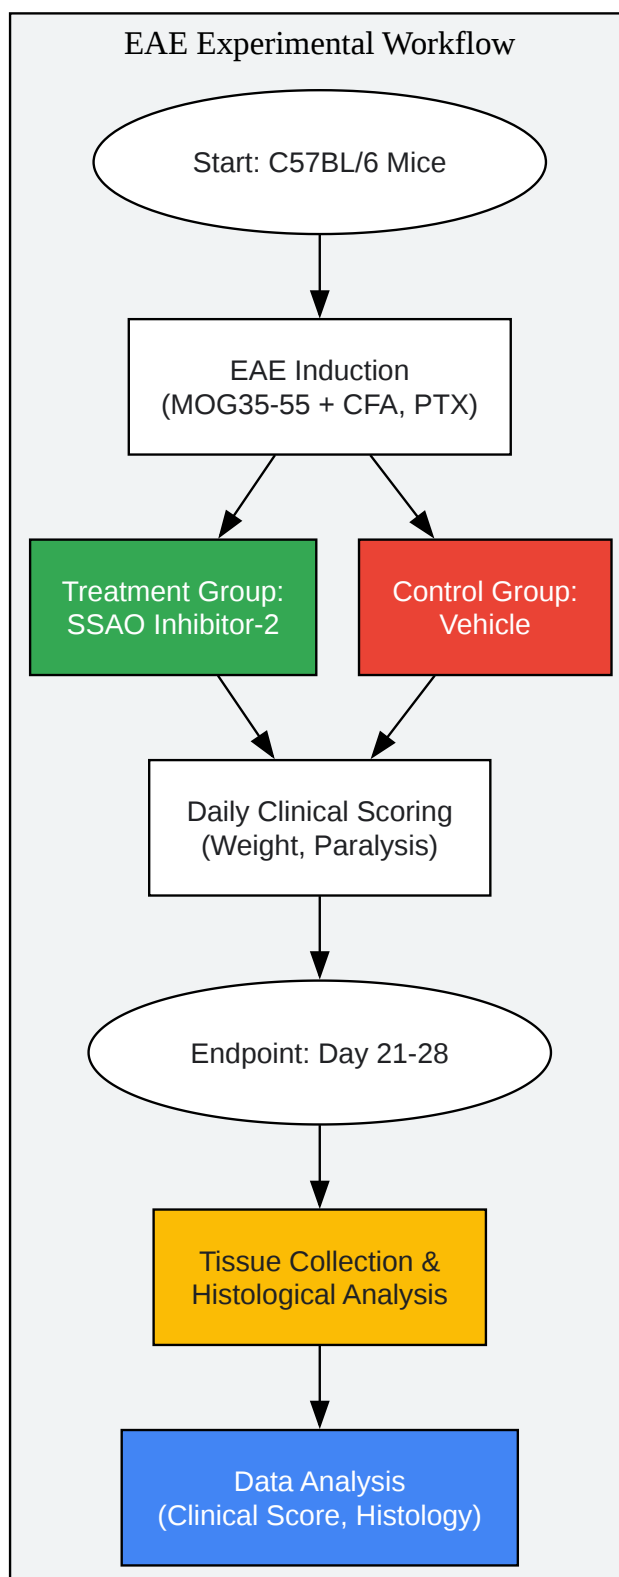 EAE Experimental Workflow
Start: C57BL/6 Mice
EAE Induction
(MOG35-55 + CFA, PTX)
Treatment Group:
SSAO Inhibitor-2
Control Group:
Vehicle
Daily Clinical Scoring
(Weight, Paralysis)
Endpoint: Day 21-28
Tissue Collection &
Histological Analysis
Data Analysis
(Clinical Score, Histology)